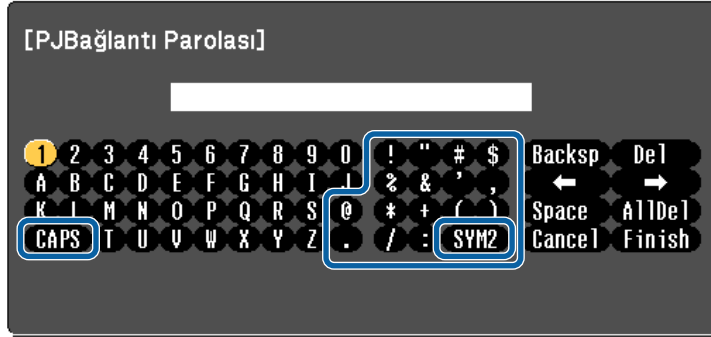 [PJBağlantı Parolası]
1 2 3 4 5 6 7 8 9 0 ! " # $ Backsp Del
A B C D E F G H I J % & ' , ← →
K L M N O P Q R S @ * + ( ) Space AllDel
CAPS T U V W X Y Z . / : SYM2 Cancel Finish